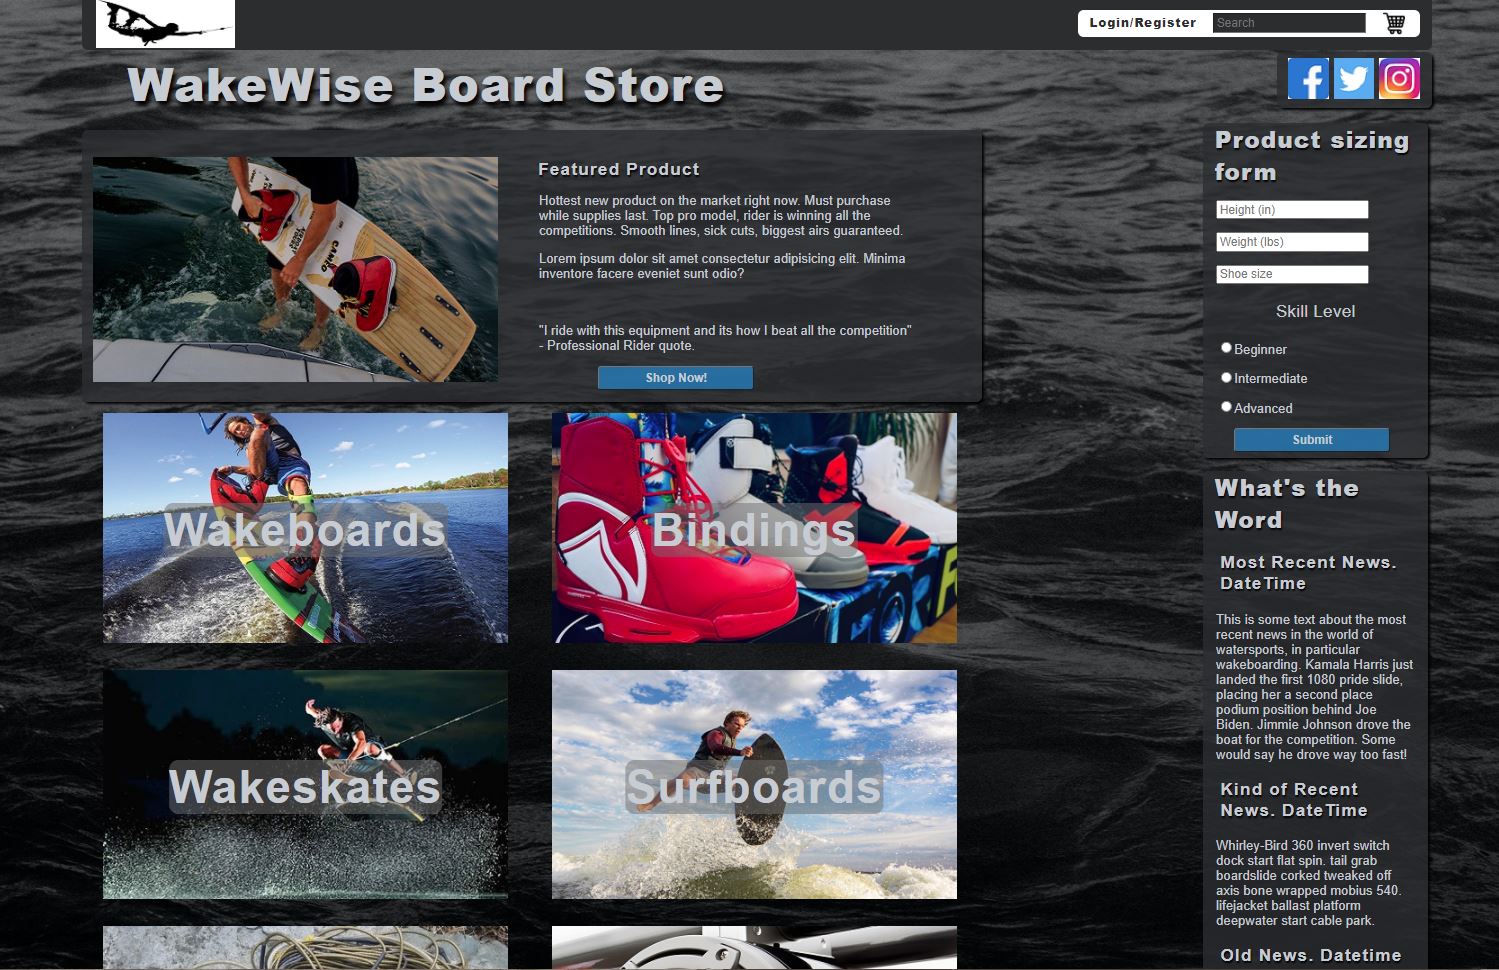 Login/Register
Search
WakeWise Board Store
Featured Product
Hottest new product on the market right now. Must purchase
while supplies last. Top pro model, rider is winning all the
competitions. Smooth lines, sick cuts, biggest airs guaranteed.
Lorem ipsum dolor sit amet consectetur adipisicing elit. Minima
inventore facere eveniet sunt odio?
"I ride with this equipment and its how I beat all the competition"
- Professional Rider quote.
Shop Now!
Wakeboards
Bindings
Wakeskates
Surfboards
Product sizing
form
Height (in)
Weight (lbs)
Shoe size
Skill Level
Beginner
Intermediate
Advanced
Submit
What's the
Word
Most Recent News.
DateTime
This is some text about the most
recent news in the world of
watersports, in particular
wakeboarding. Kamala Harris just
landed the first 1080 pride slide,
placing her a second place
podium position behind Joe
Biden. Jimmie Johnson drove the
boat for the competition. Some
would say he drove way too fast!
Kind of Recent
News. DateTime
Whirley-Bird 360 invert switch
dock start flat spin. tail grab
boardslide corked tweaked off
axis bone wrapped mobius 540.
lifejacket ballast platform
deepwater start cable park.
Old News. Datetime